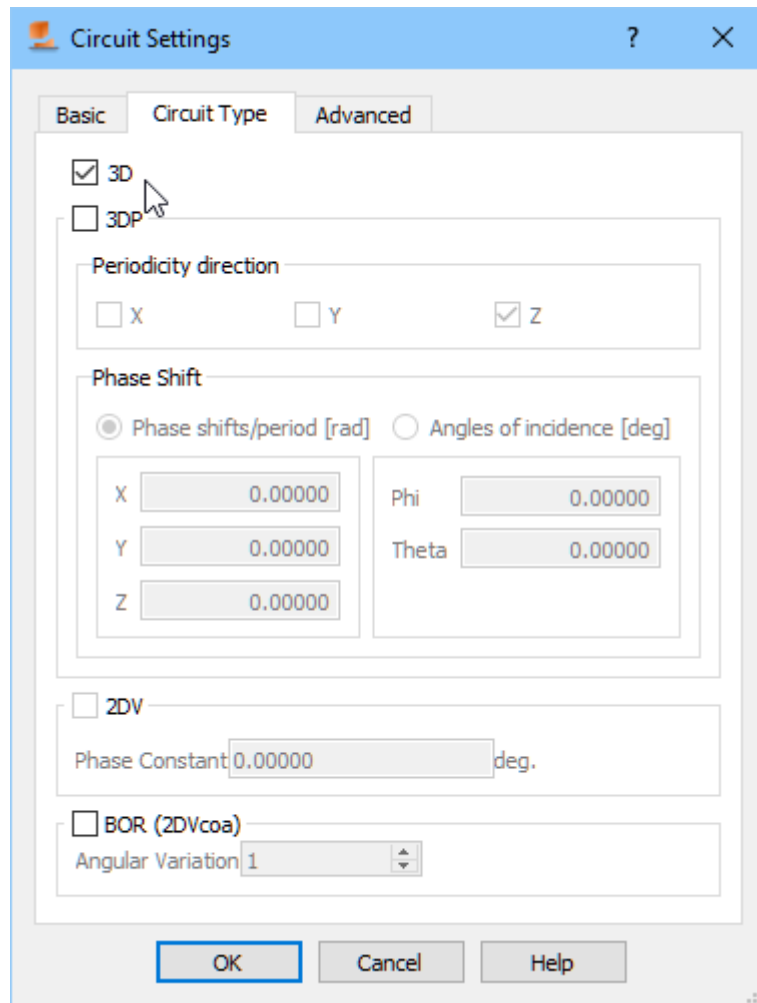 Circuit Settings ?
Basic Circuit Type Advanced
3D
3DP
Periodicity direction
X Y Z
Phase Shift
Phase shifts/period [rad] Angles of incidence [deg]
X 0.00000 Phi 0.00000
Y 0.00000 Theta 0.00000
Z 0.00000
2DV
Phase Constant 0.00000 deg.
BOR (2DVcoa)
Angular Variation 1
OK Cancel Help